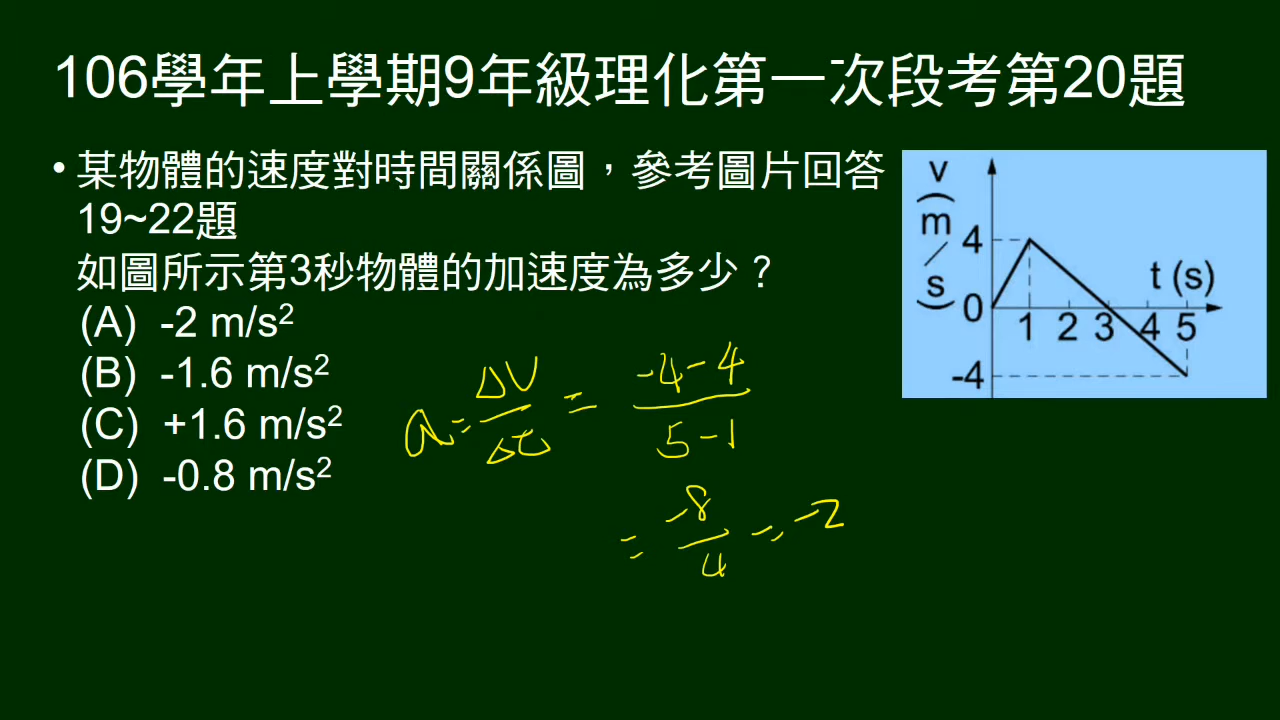 106學年上學期9年級理化第一次段考第20題
• 某物體的速度對時間關係圖，參考圖片回答
19~22題
如圖所示第3秒物體的加速度為多少？
(A) -2 m/s²
(B) -1.6 m/s²
(C) +1.6 m/s²
(D) -0.8 m/s²
a = ΔV/Δt = (-4-4)/(5-1)
= -8/4 = -2
v (m/s)
4
0
-4
t (s)
1 2 3 4 5